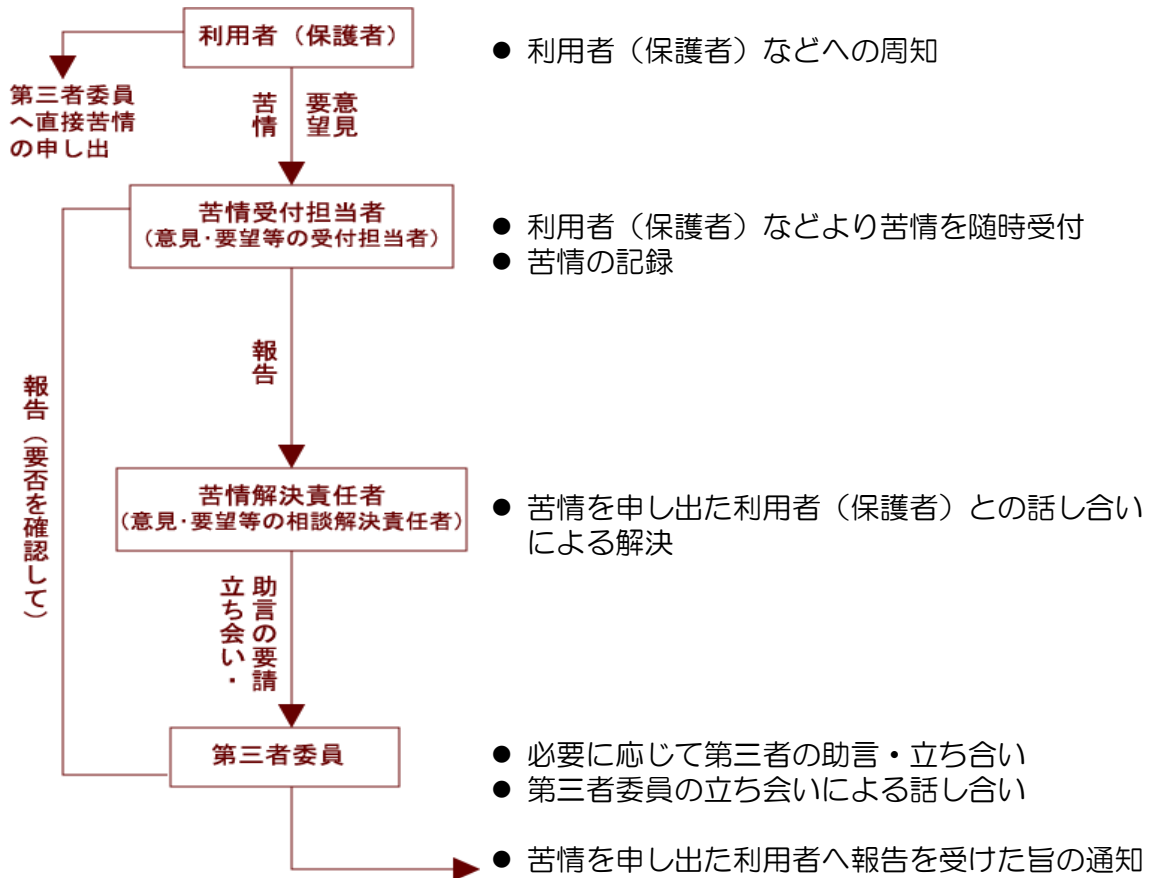 利用者（保護者）
● 利用者（保護者）などへの周知
第三者委員
へ直接苦情
の申し出
苦情
意見
要望
苦情受付担当者
（意見･要望等の受付担当者）
● 利用者（保護者）などより苦情を随時受付
● 苦情の記録
報告
報告（要否を確認して）
苦情解決責任者
（意見･要望等の相談解決責任者）
● 苦情を申し出た利用者（保護者）との話し合い
による解決
助言の要請
立ち会い・
第三者委員
● 必要に応じて第三者の助言・立ち合い
● 第三者委員の立ち会いによる話し合い
● 苦情を申し出た利用者へ報告を受けた旨の通知